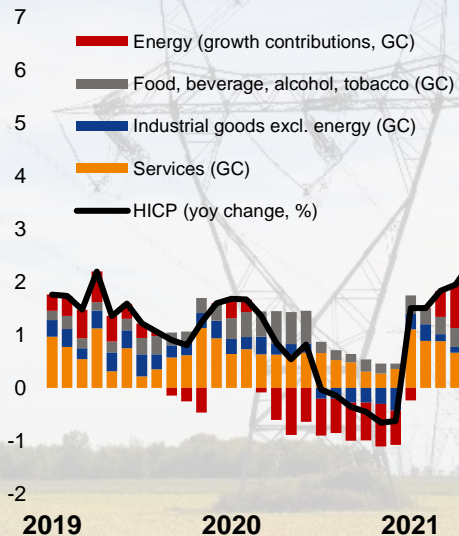 7
Energy (growth contributions, GC)
6
Food, beverage, alcohol, tobacco (GC)
5
Industrial goods excl. energy (GC)
4
Services (GC)
HICP (yoy change, %)
3
2
1
0
-1
-2
2019 2020 2021